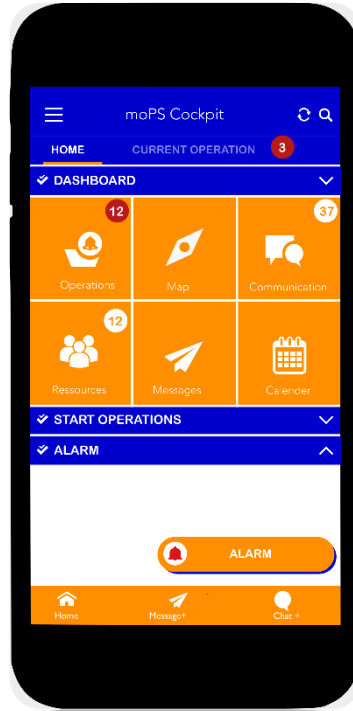 moPS Cockpit
HOME CURRENT OPERATION 3
DASHBOARD
12 37
Operations Map Communication
12
Ressources Messages Calender
START OPERATIONS
ALARM
ALARM
Home Message+ Chat +